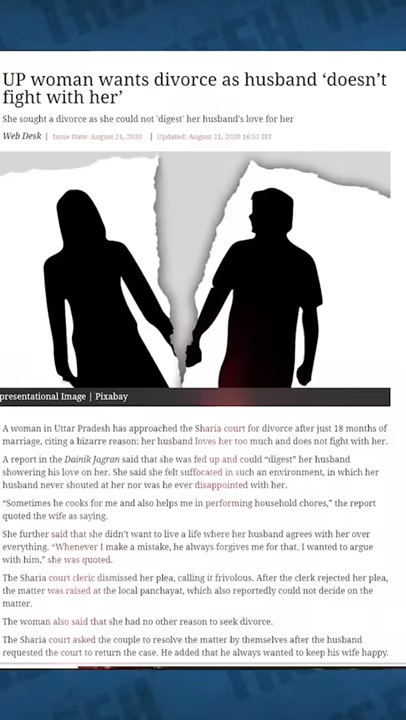 UP woman wants divorce as husband ‘doesn’t
fight with her’
She sought a divorce as she could not 'digest' her husband's love for her
Web Desk | Issue Date: August 21, 2020 | Updated: August 21, 2020 16:52 IST
presentational Image | Pixabay
A woman in Uttar Pradesh has approached the Sharia court for divorce after just 18 months of
marriage, citing a bizarre reason: her husband loves her too much and does not fight with her.
A report in the Dainik Jagran said that she was fed up and could “digest” her husband
showering his love on her. She said she felt suffocated in such an environment, in which her
husband never shouted at her nor was he ever disappointed with her.
“Sometimes he cooks for me and also helps me in performing household chores,” the report
quoted the wife as saying.
She further said that she didn’t want to live a life where her husband agrees with her over
everything. “Whenever I make a mistake, he always forgives me for that. I wanted to argue
with him,” she was quoted.
The Sharia court cleric dismissed her plea, calling it frivolous. After the clerk rejected her plea,
the matter was raised at the local panchayat, which also reportedly could not decide on the
matter.
The woman also said that she had no other reason to seek divorce.
The Sharia court asked the couple to resolve the matter by themselves after the husband
requested the court to return the case. He added that he always wanted to keep his wife happy.